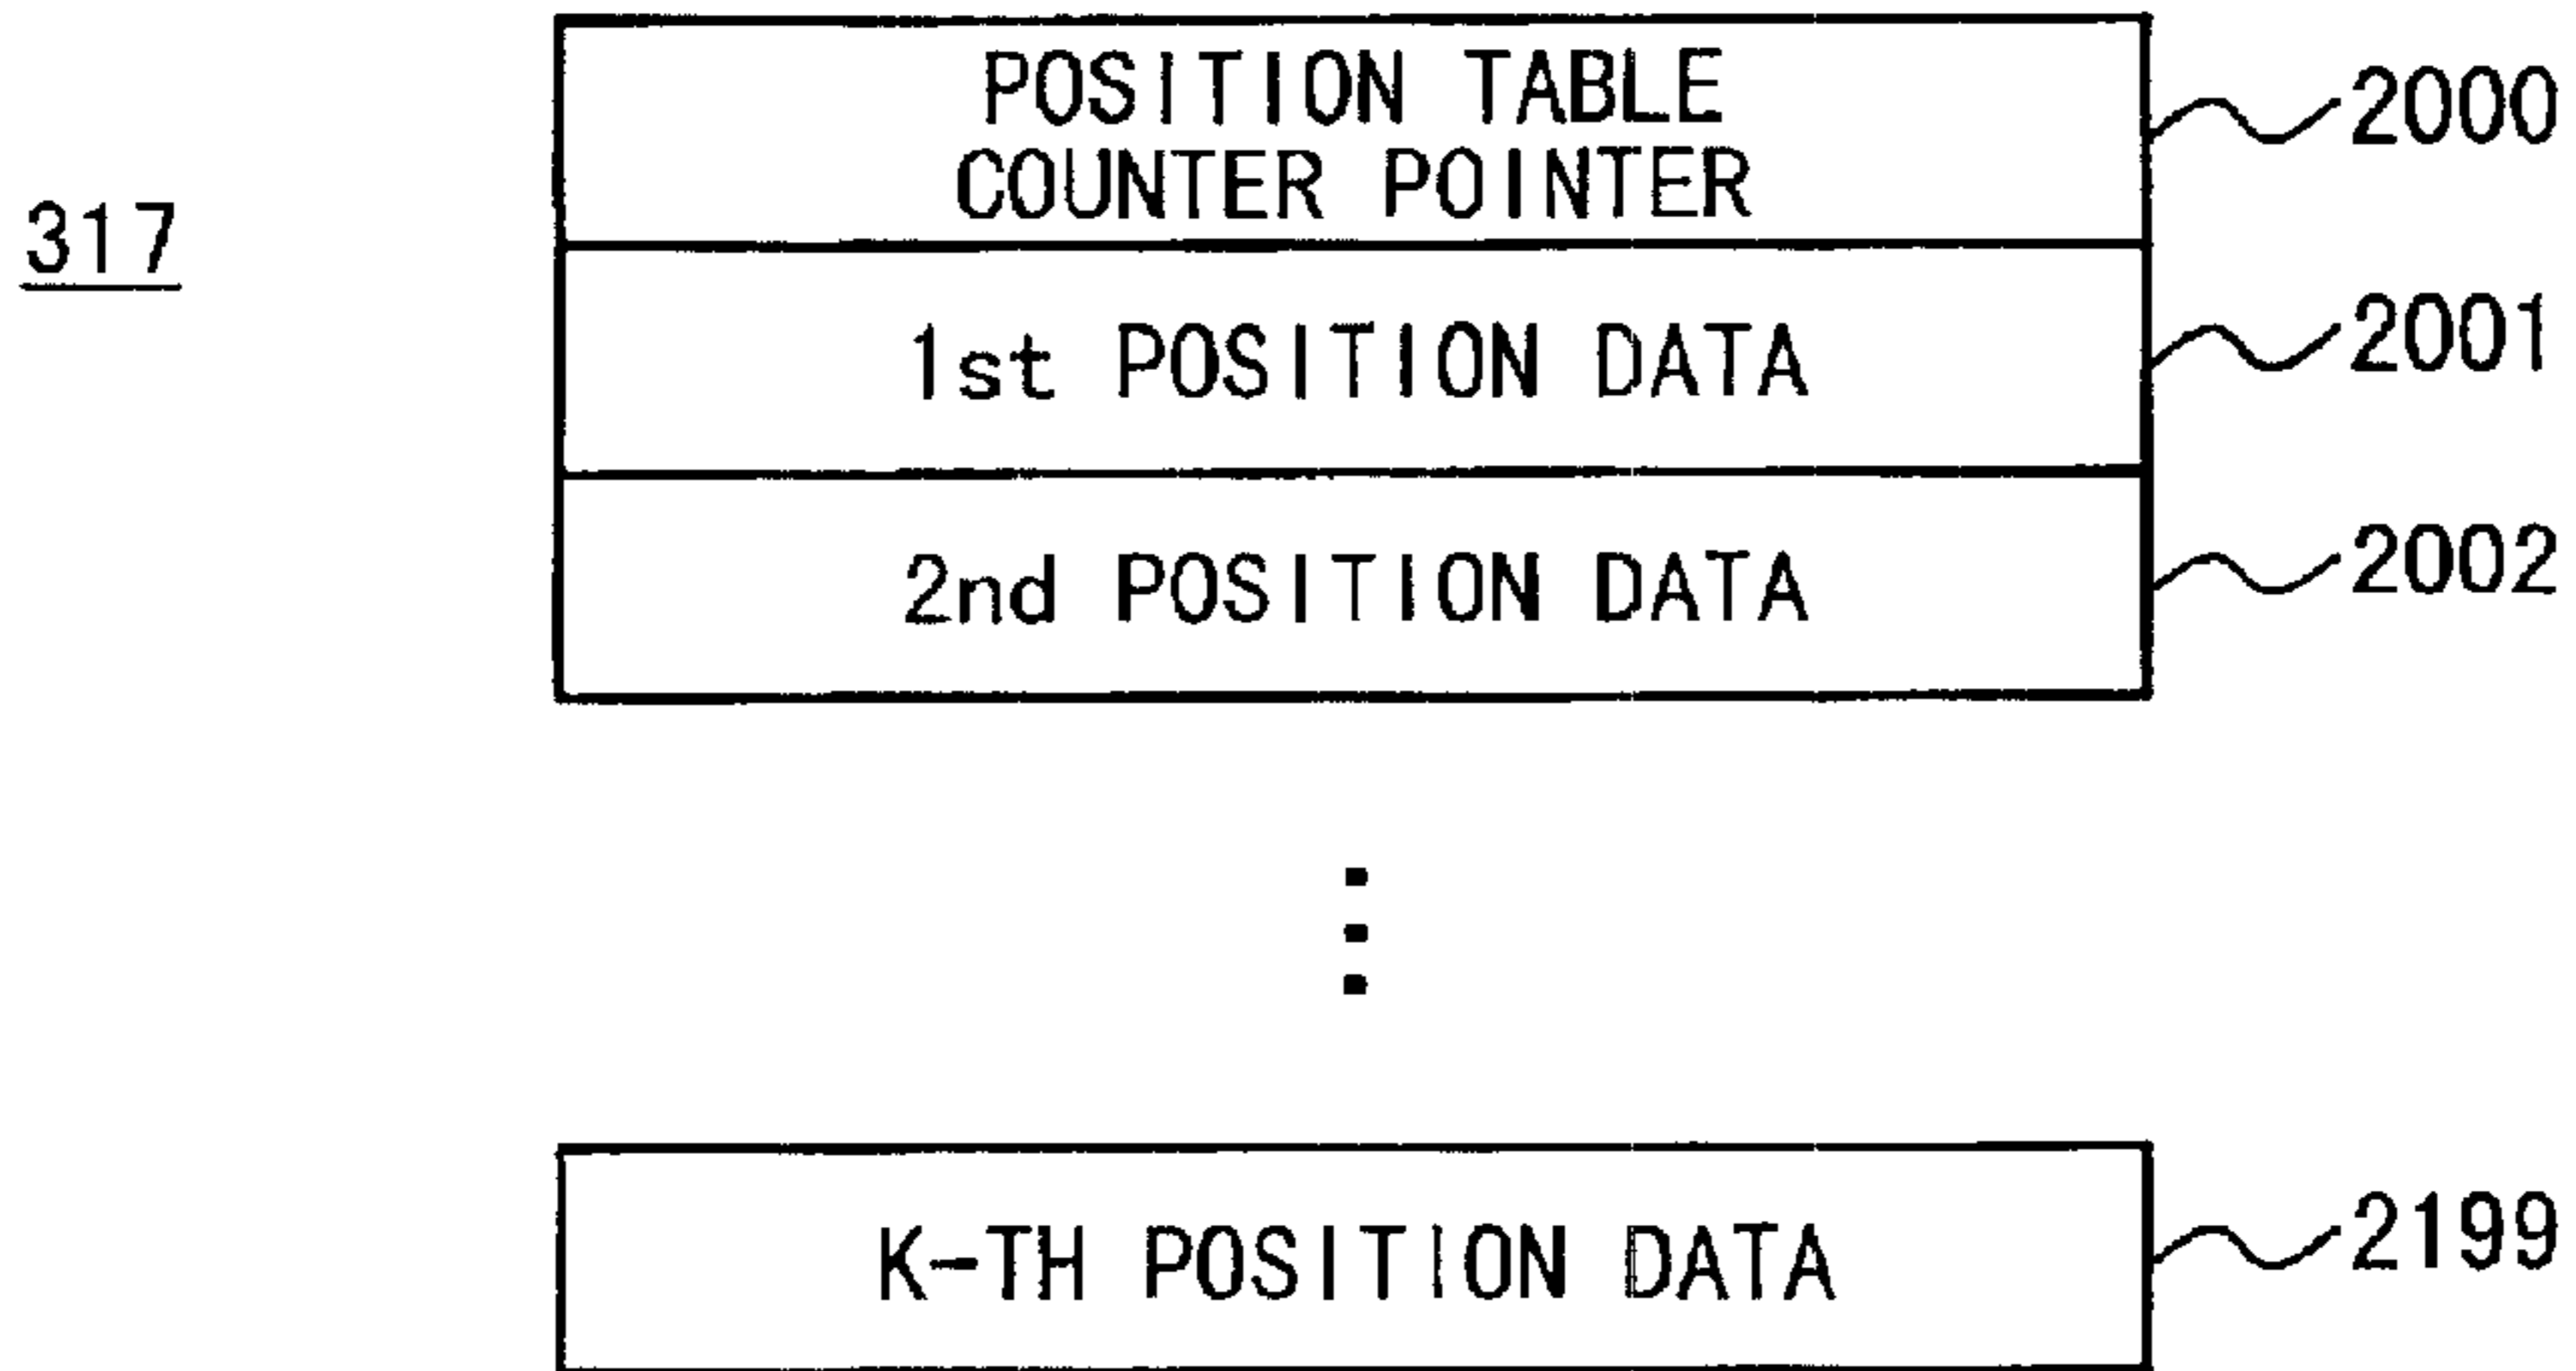 POSITION TABLE
COUNTER POINTER
2000
317
1st POSITION DATA
2001
2nd POSITION DATA
2002
K-TH POSITION DATA
2199